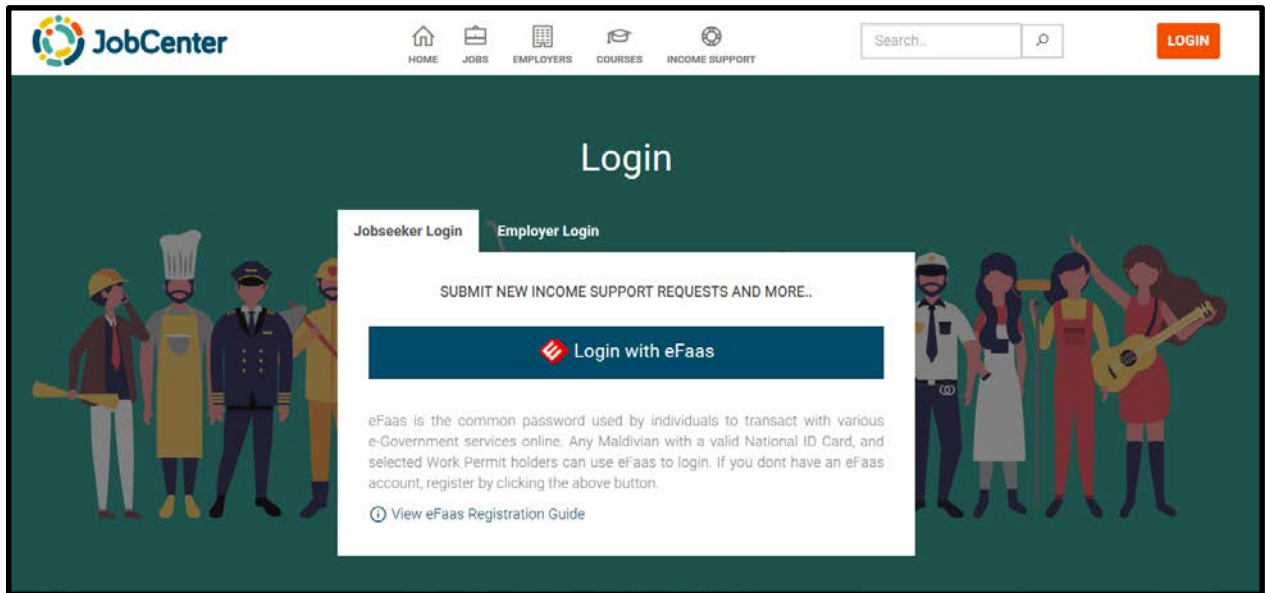 JobCenter
HOME
JOBS
EMPLOYERS
COURSES
INCOME SUPPORT
Search..
LOGIN
Login
Jobseeker Login
Employer Login
SUBMIT NEW INCOME SUPPORT REQUESTS AND MORE..
Login with eFaas
eFaas is the common password used by individuals to transact with various
e-Government services online. Any Maldivian with a valid National ID Card, and
selected Work Permit holders can use eFaas to login. If you dont have an eFaas
account, register by clicking the above button.
View eFaas Registration Guide